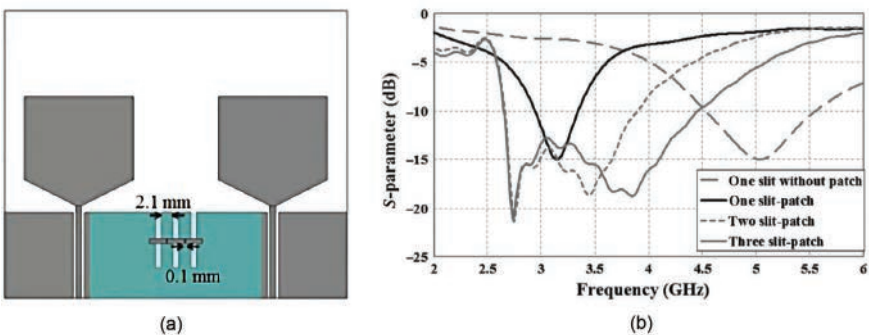 2.1 mm
0.1 mm
(a)
S-parameter (dB)
0
−5
−10
−15
−20
−25
One slit without patch
One slit-patch
Two slit-patch
Three slit-patch
2 2.5 3 3.5 4 4.5 5 5.5 6
Frequency (GHz)
(b)